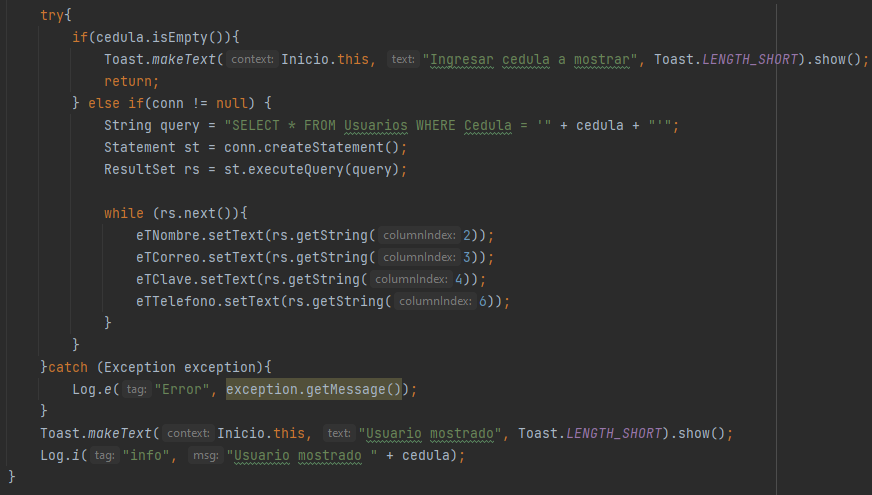 try{
if(cedula.isEmpty()){
Toast.makeText( context: Inicio.this, text: "Ingresar cedula a mostrar", Toast.LENGTH_SHORT).show();
return;
} else if(conn != null) {
String query = "SELECT * FROM Usuarios WHERE Cedula = '" + cedula + "'";
Statement st = conn.createStatement();
ResultSet rs = st.executeQuery(query);
while (rs.next()){
eTNombre.setText(rs.getString( columnIndex: 2));
eTCorreo.setText(rs.getString( columnIndex: 3));
eTClave.setText(rs.getString( columnIndex: 4));
eTTelefono.setText(rs.getString( columnIndex: 6));
}
}
}catch (Exception exception){
Log.e( tag: "Error", exception.getMessage());
}
Toast.makeText( context: Inicio.this, text: "Usuario mostrado", Toast.LENGTH_SHORT).show();
Log.i( tag: "info", msg: "Usuario mostrado " + cedula);
}